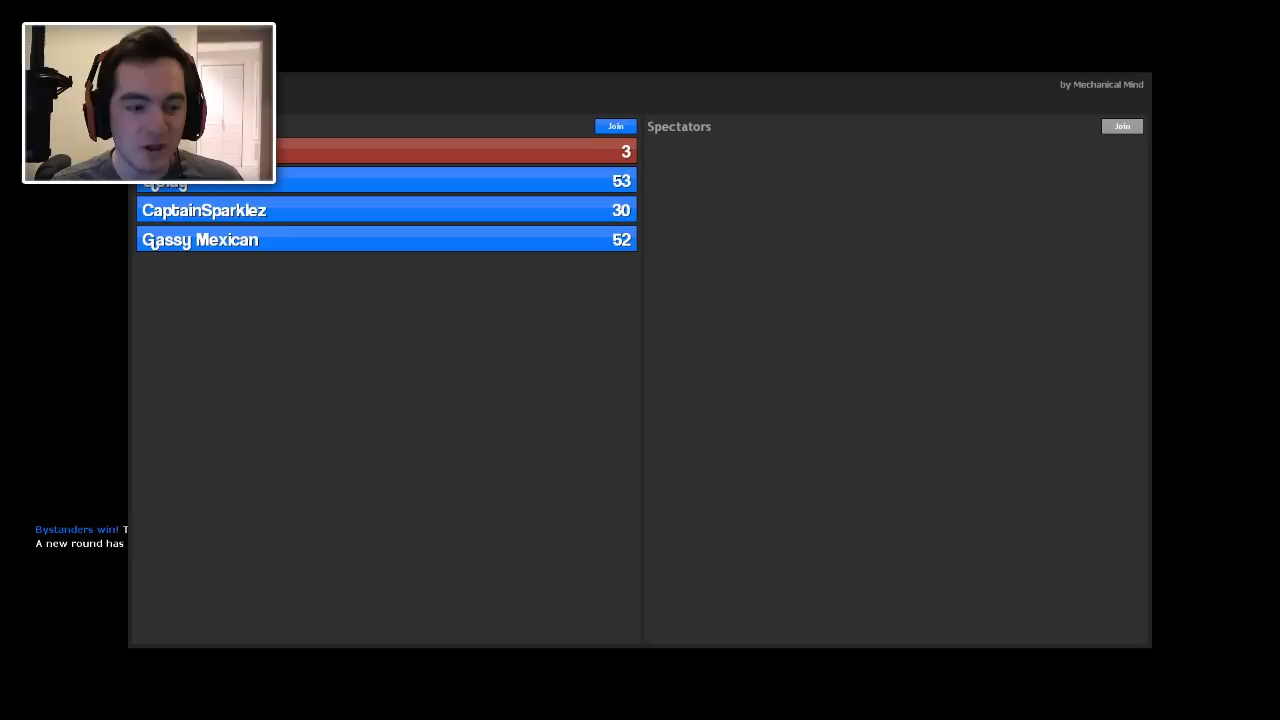 by Mechanical Mind
Join
Spectators
Join
3
53
CaptainSparklez
30
Gassy Mexican
52
Bystanders win! T
A new round has